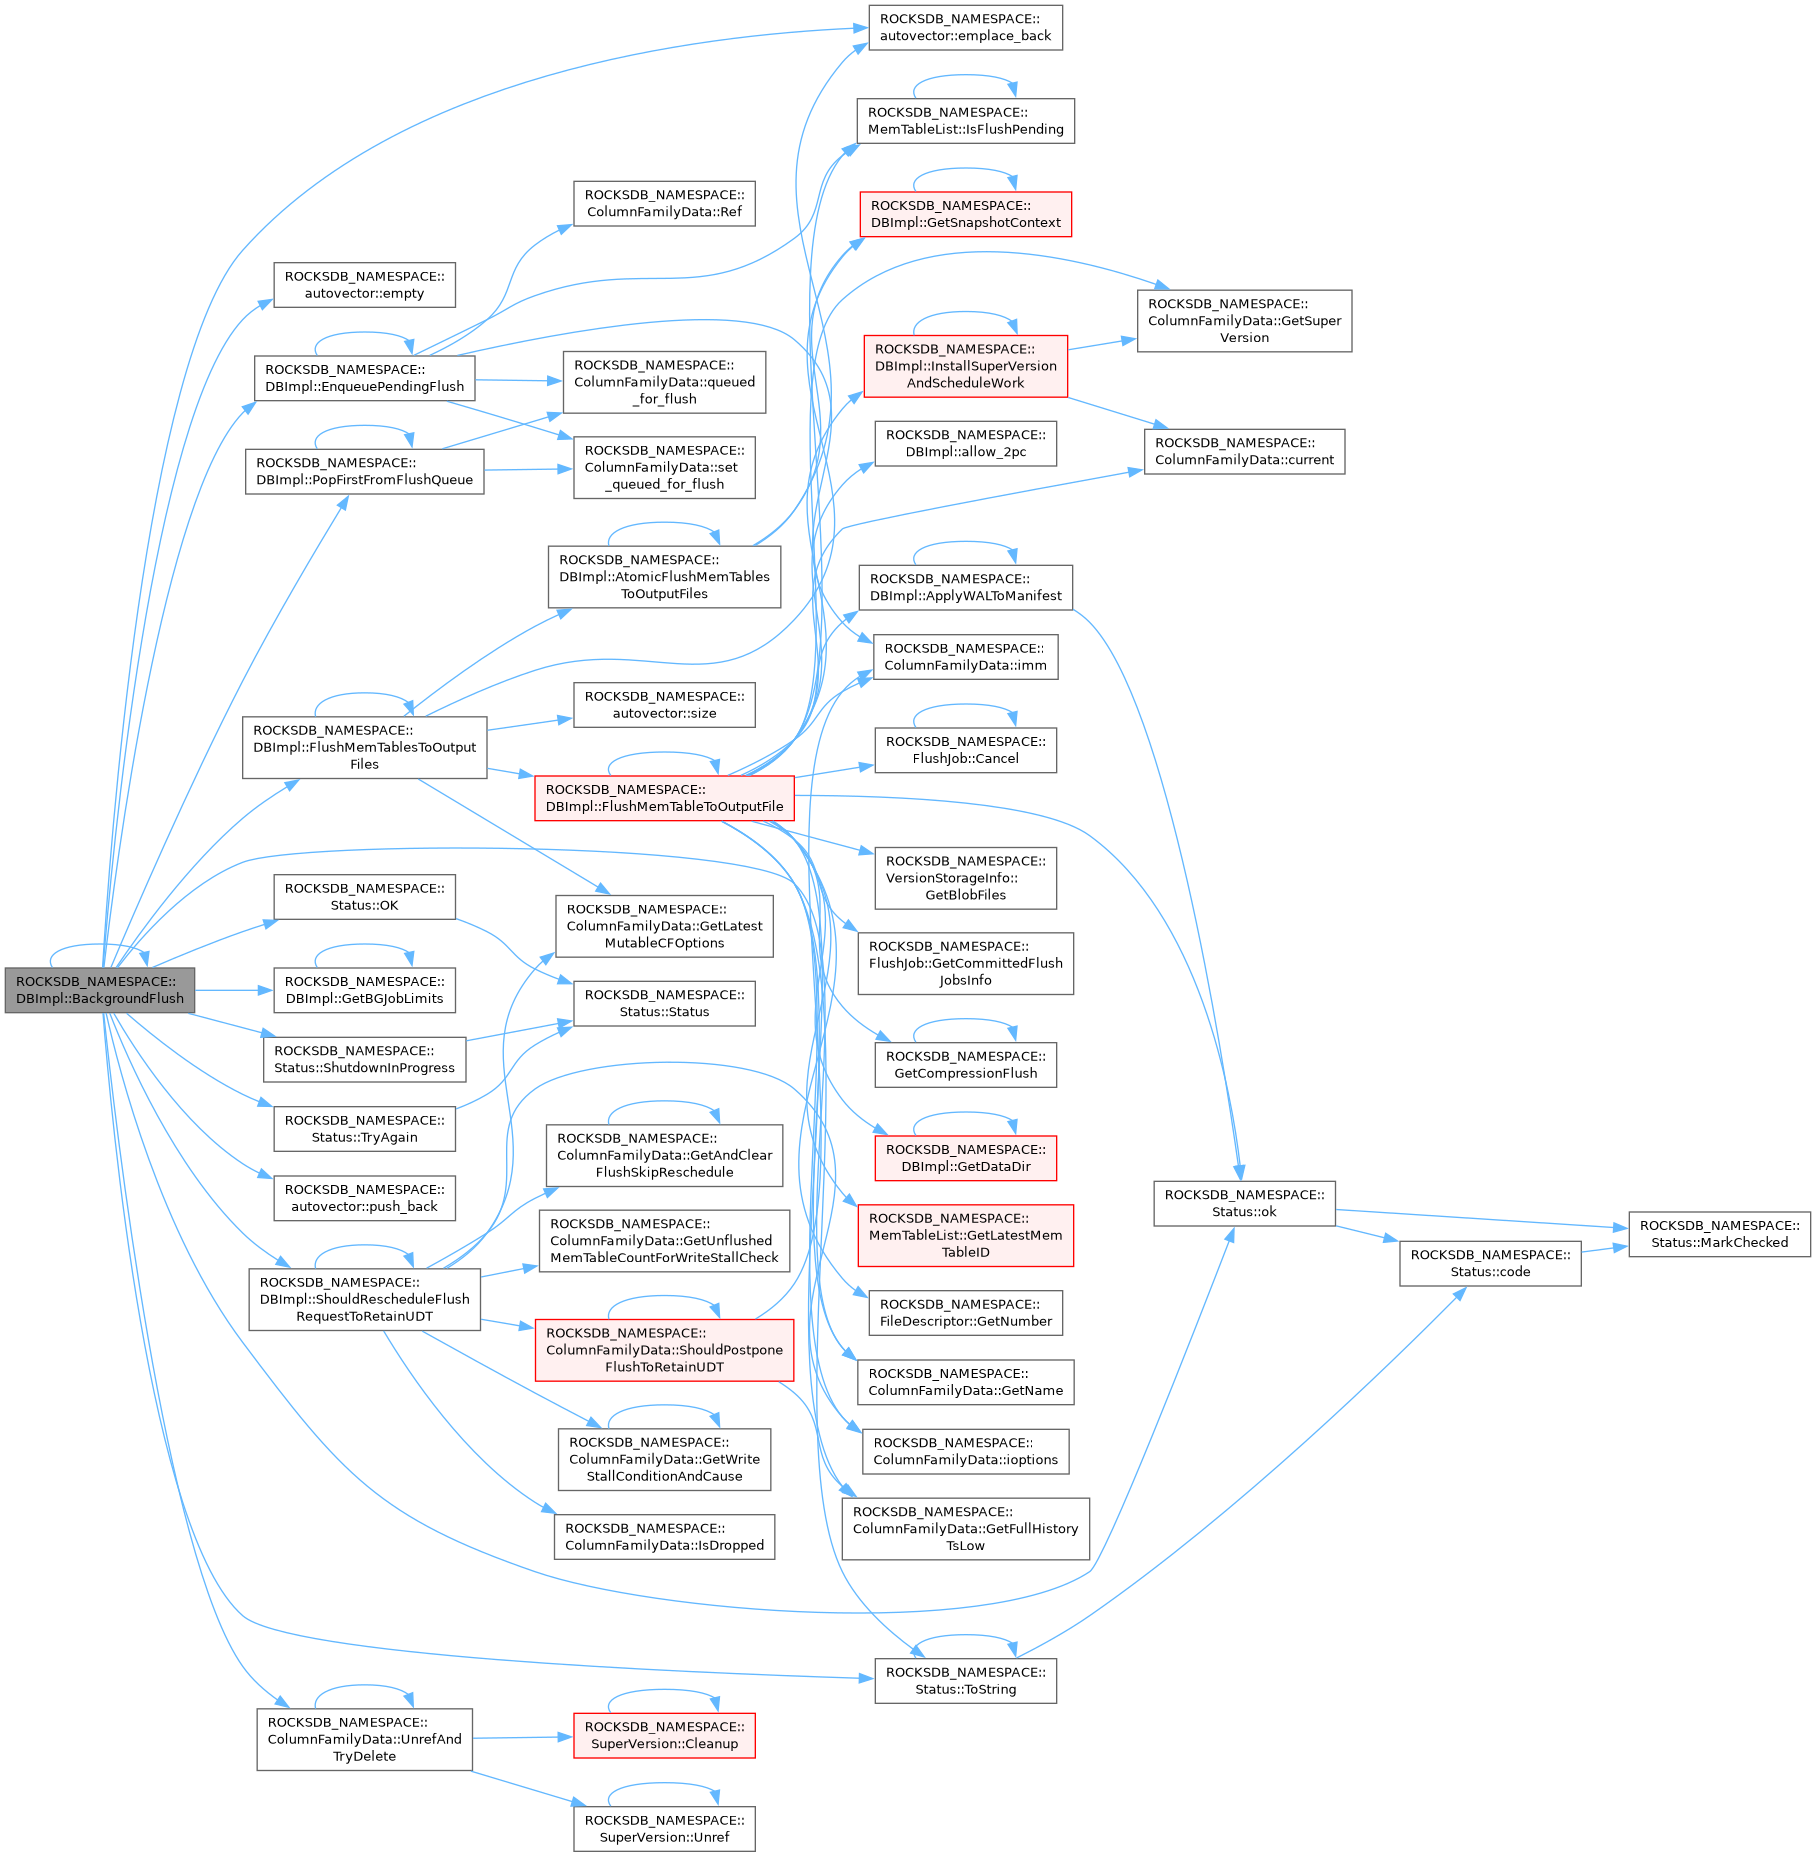 ROCKSDB_NAMESPACE::
DBImpl::BackgroundFlush
ROCKSDB_NAMESPACE::
autovector::empty
ROCKSDB_NAMESPACE::
DBImpl::EnqueuePendingFlush
ROCKSDB_NAMESPACE::
DBImpl::PopFirstFromFlushQueue
ROCKSDB_NAMESPACE::
DBImpl::FlushMemTablesToOutput
Files
ROCKSDB_NAMESPACE::
Status::OK
ROCKSDB_NAMESPACE::
DBImpl::GetBGJobLimits
ROCKSDB_NAMESPACE::
Status::ShutdownInProgress
ROCKSDB_NAMESPACE::
Status::TryAgain
ROCKSDB_NAMESPACE::
autovector::push_back
ROCKSDB_NAMESPACE::
DBImpl::ShouldRescheduleFlush
RequestToRetainUDT
ROCKSDB_NAMESPACE::
ColumnFamilyData::UnrefAnd
TryDelete
ROCKSDB_NAMESPACE::
ColumnFamilyData::Ref
ROCKSDB_NAMESPACE::
ColumnFamilyData::queued
_for_flush
ROCKSDB_NAMESPACE::
ColumnFamilyData::set
_queued_for_flush
ROCKSDB_NAMESPACE::
DBImpl::AtomicFlushMemTables
ToOutputFiles
ROCKSDB_NAMESPACE::
autovector::size
ROCKSDB_NAMESPACE::
DBImpl::FlushMemTableToOutputFile
ROCKSDB_NAMESPACE::
ColumnFamilyData::GetLatest
MutableCFOptions
ROCKSDB_NAMESPACE::
Status::Status
ROCKSDB_NAMESPACE::
ColumnFamilyData::GetAndClear
FlushSkipReschedule
ROCKSDB_NAMESPACE::
ColumnFamilyData::GetUnflushed
MemTableCountForWriteStallCheck
ROCKSDB_NAMESPACE::
ColumnFamilyData::ShouldPostpone
FlushToRetainUDT
ROCKSDB_NAMESPACE::
ColumnFamilyData::GetWrite
StallConditionAndCause
ROCKSDB_NAMESPACE::
ColumnFamilyData::IsDropped
ROCKSDB_NAMESPACE::
SuperVersion::Cleanup
ROCKSDB_NAMESPACE::
SuperVersion::Unref
ROCKSDB_NAMESPACE::
autovector::emplace_back
ROCKSDB_NAMESPACE::
MemTableList::IsFlushPending
ROCKSDB_NAMESPACE::
DBImpl::GetSnapshotContext
ROCKSDB_NAMESPACE::
DBImpl::InstallSuperVersion
AndScheduleWork
ROCKSDB_NAMESPACE::
DBImpl::allow_2pc
ROCKSDB_NAMESPACE::
DBImpl::ApplyWALToManifest
ROCKSDB_NAMESPACE::
ColumnFamilyData::imm
ROCKSDB_NAMESPACE::
FlushJob::Cancel
ROCKSDB_NAMESPACE::
VersionStorageInfo::
GetBlobFiles
ROCKSDB_NAMESPACE::
FlushJob::GetCommittedFlush
JobsInfo
ROCKSDB_NAMESPACE::
GetCompressionFlush
ROCKSDB_NAMESPACE::
DBImpl::GetDataDir
ROCKSDB_NAMESPACE::
MemTableList::GetLatestMem
TableID
ROCKSDB_NAMESPACE::
FileDescriptor::GetNumber
ROCKSDB_NAMESPACE::
ColumnFamilyData::GetName
ROCKSDB_NAMESPACE::
ColumnFamilyData::ioptions
ROCKSDB_NAMESPACE::
ColumnFamilyData::GetFullHistory
TsLow
ROCKSDB_NAMESPACE::
Status::ToString
ROCKSDB_NAMESPACE::
ColumnFamilyData::GetSuper
Version
ROCKSDB_NAMESPACE::
ColumnFamilyData::current
ROCKSDB_NAMESPACE::
Status::ok
ROCKSDB_NAMESPACE::
Status::code
ROCKSDB_NAMESPACE::
Status::MarkChecked